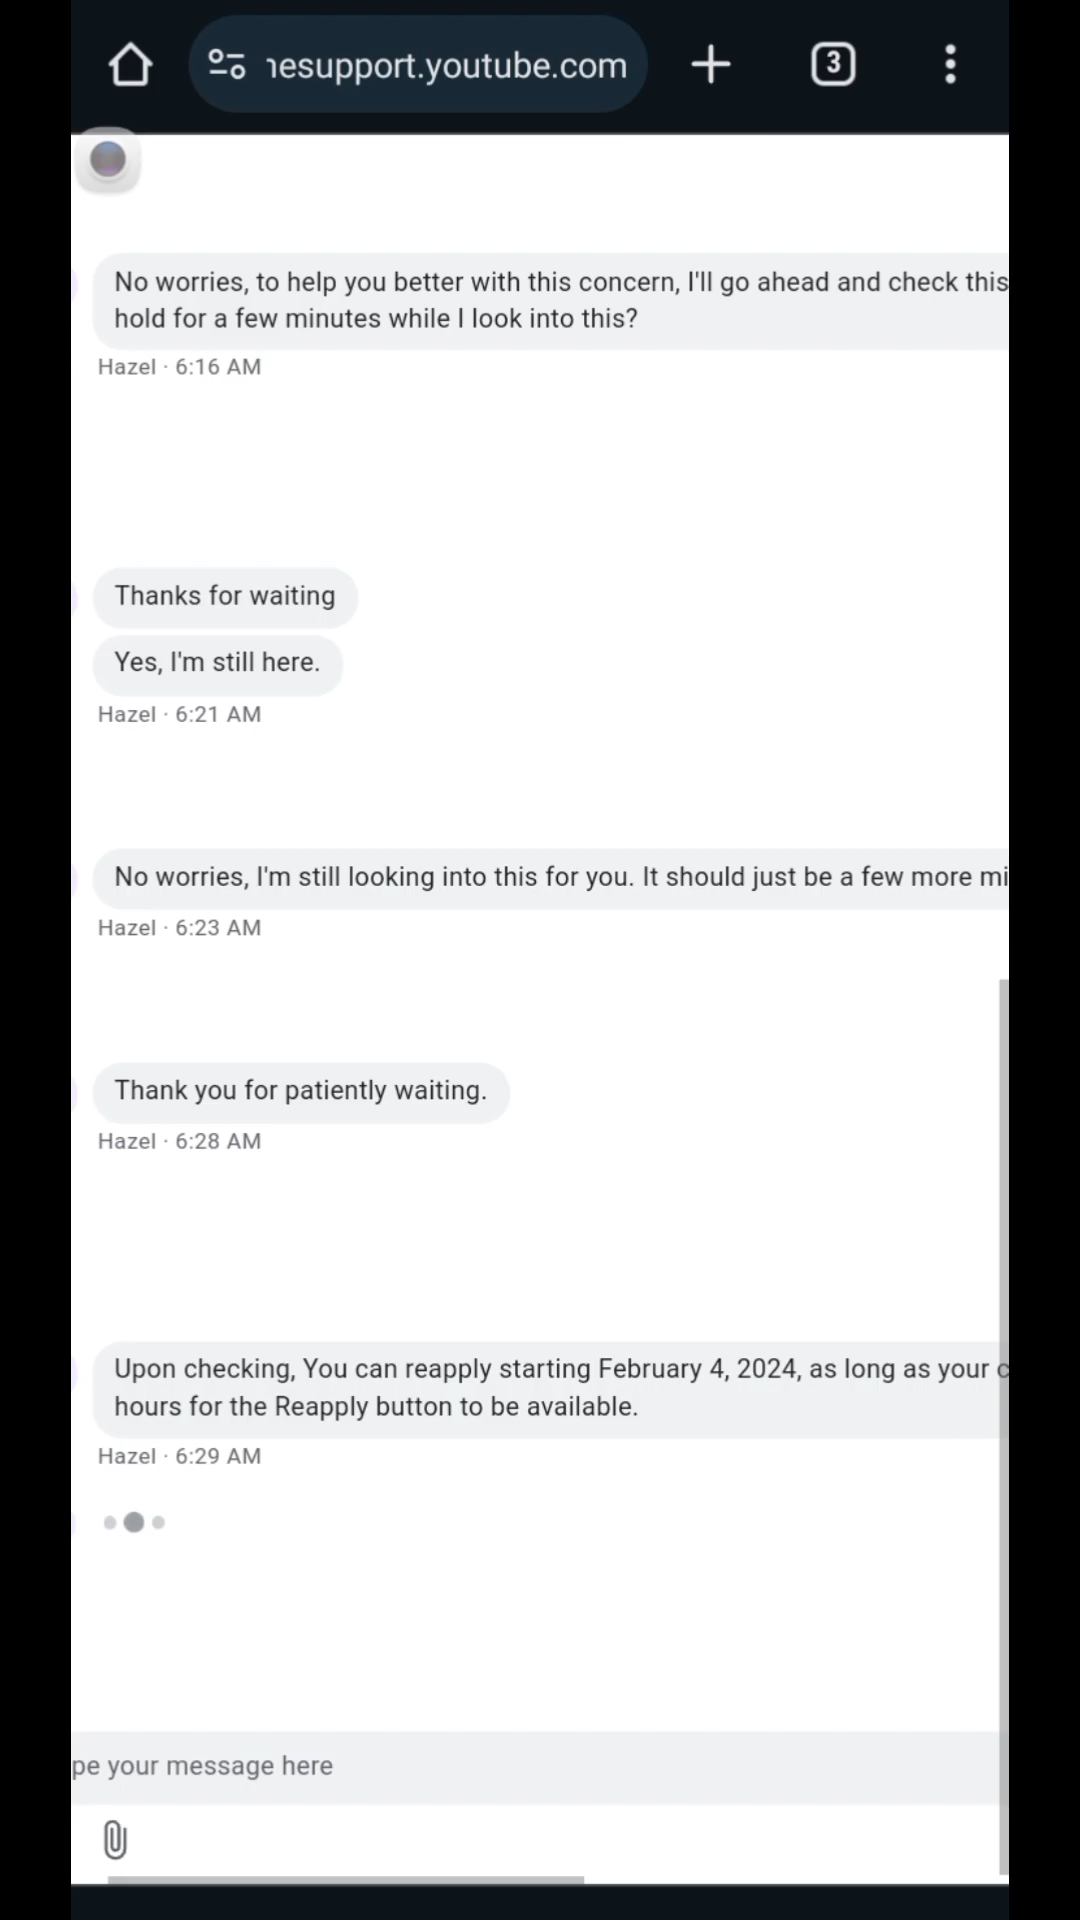 nesupport.youtube.com
3
No worries, to help you better with this concern, I'll go ahead and check this
hold for a few minutes while I look into this?
Hazel · 6:16 AM
Thanks for waiting
Yes, I'm still here.
Hazel · 6:21 AM
No worries, I'm still looking into this for you. It should just be a few more mi
Hazel · 6:23 AM
Thank you for patiently waiting.
Hazel · 6:28 AM
Upon checking, You can reapply starting February 4, 2024, as long as your c
hours for the Reapply button to be available.
Hazel · 6:29 AM
pe your message here